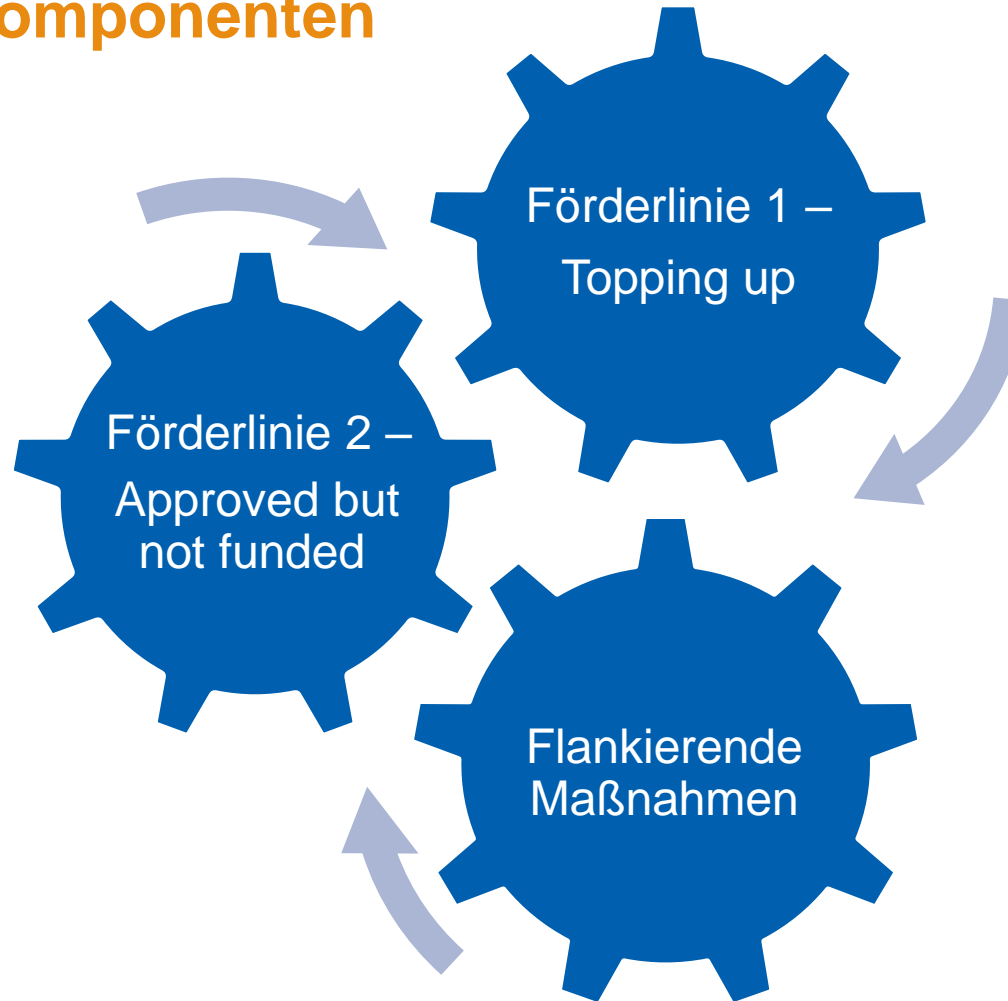 omponenten
Förderlinie 1 –
Topping up
Förderlinie 2 –
Approved but
not funded
Flankierende
Maßnahmen